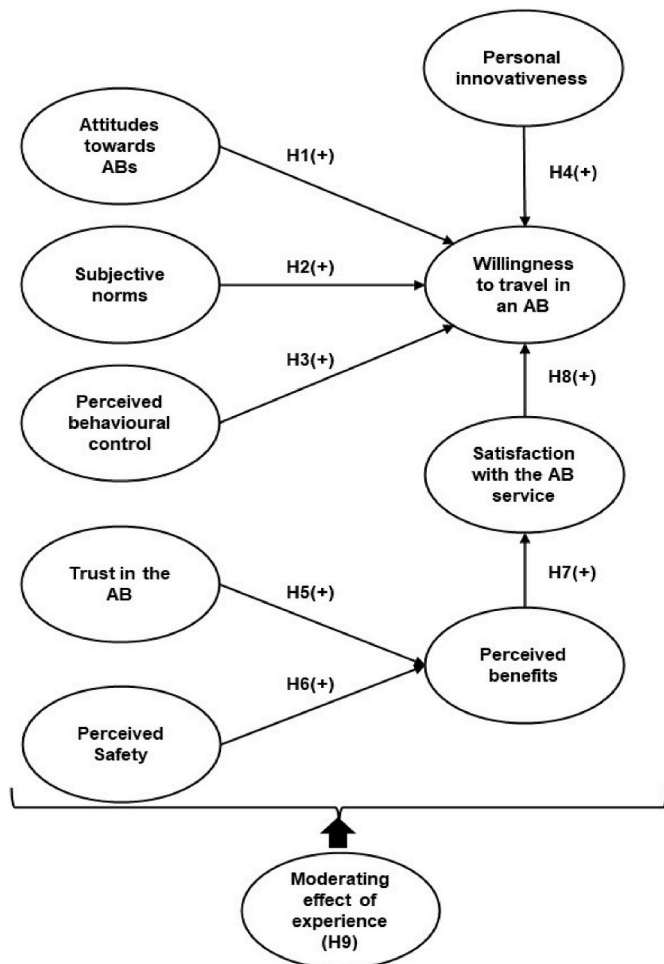 Personal
innovativeness
Attitudes
towards
ABs
H1(+)
H4(+)
Subjective
norms
H2(+)
Willingness
to travel in
an AB
H3(+)
Perceived
behavioural
control
H8(+)
Satisfaction
with the AB
service
Trust in the
AB
H5(+)
H7(+)
Perceived
benefits
H6(+)
Perceived
Safety
Moderating
effect of
experience
(H9)